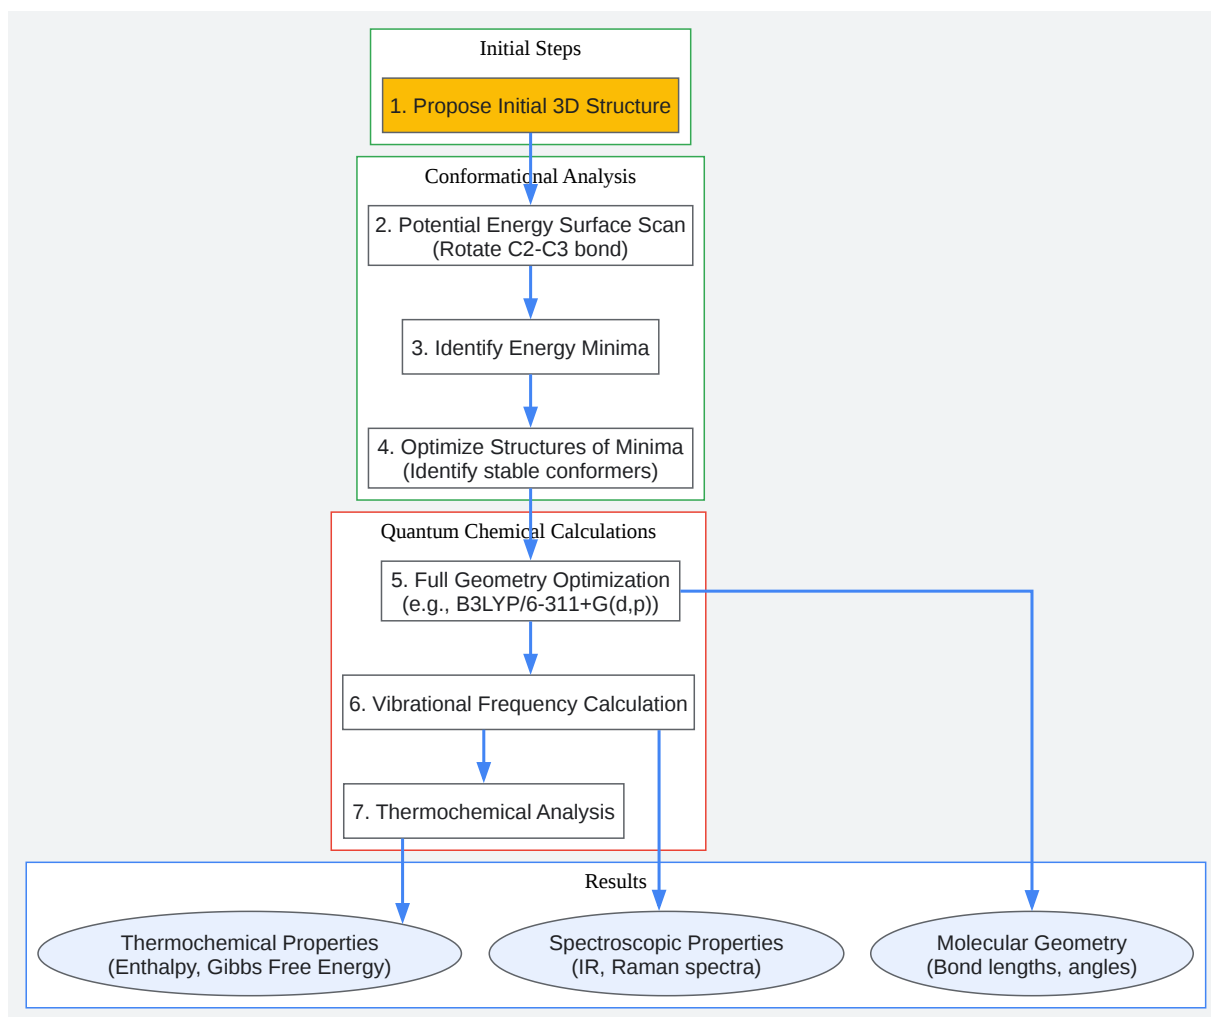 Initial Steps
1. Propose Initial 3D Structure
Conformational Analysis
2. Potential Energy Surface Scan
(Rotate C2-C3 bond)
3. Identify Energy Minima
4. Optimize Structures of Minima
(Identify stable conformers)
Quantum Chemical Calculations
5. Full Geometry Optimization
(e.g., B3LYP/6-311+G(d,p))
6. Vibrational Frequency Calculation
7. Thermochemical Analysis
Results
Thermochemical Properties
(Enthalpy, Gibbs Free Energy)
Spectroscopic Properties
(IR, Raman spectra)
Molecular Geometry
(Bond lengths, angles)